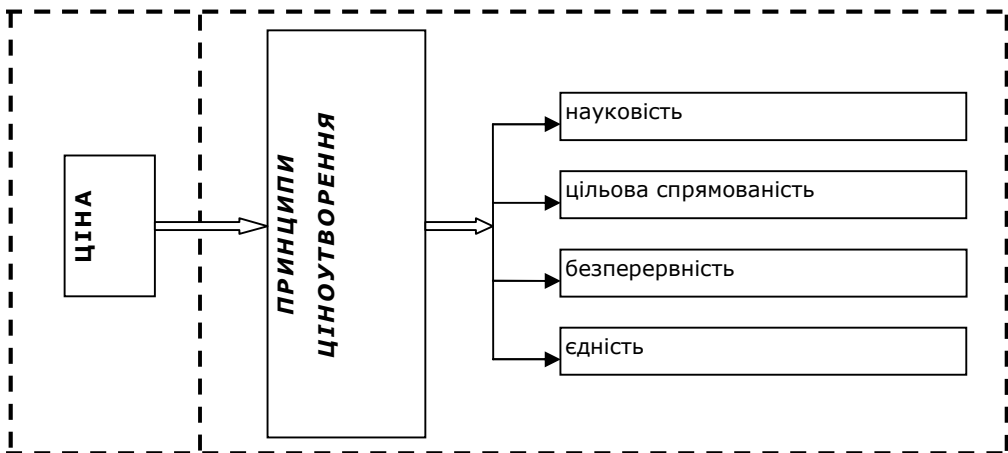 ЦІНА
ПРИНЦИПИ
ЦІНОУТВОРЕННЯ
науковість
цільова спрямованість
безперервність
єдність